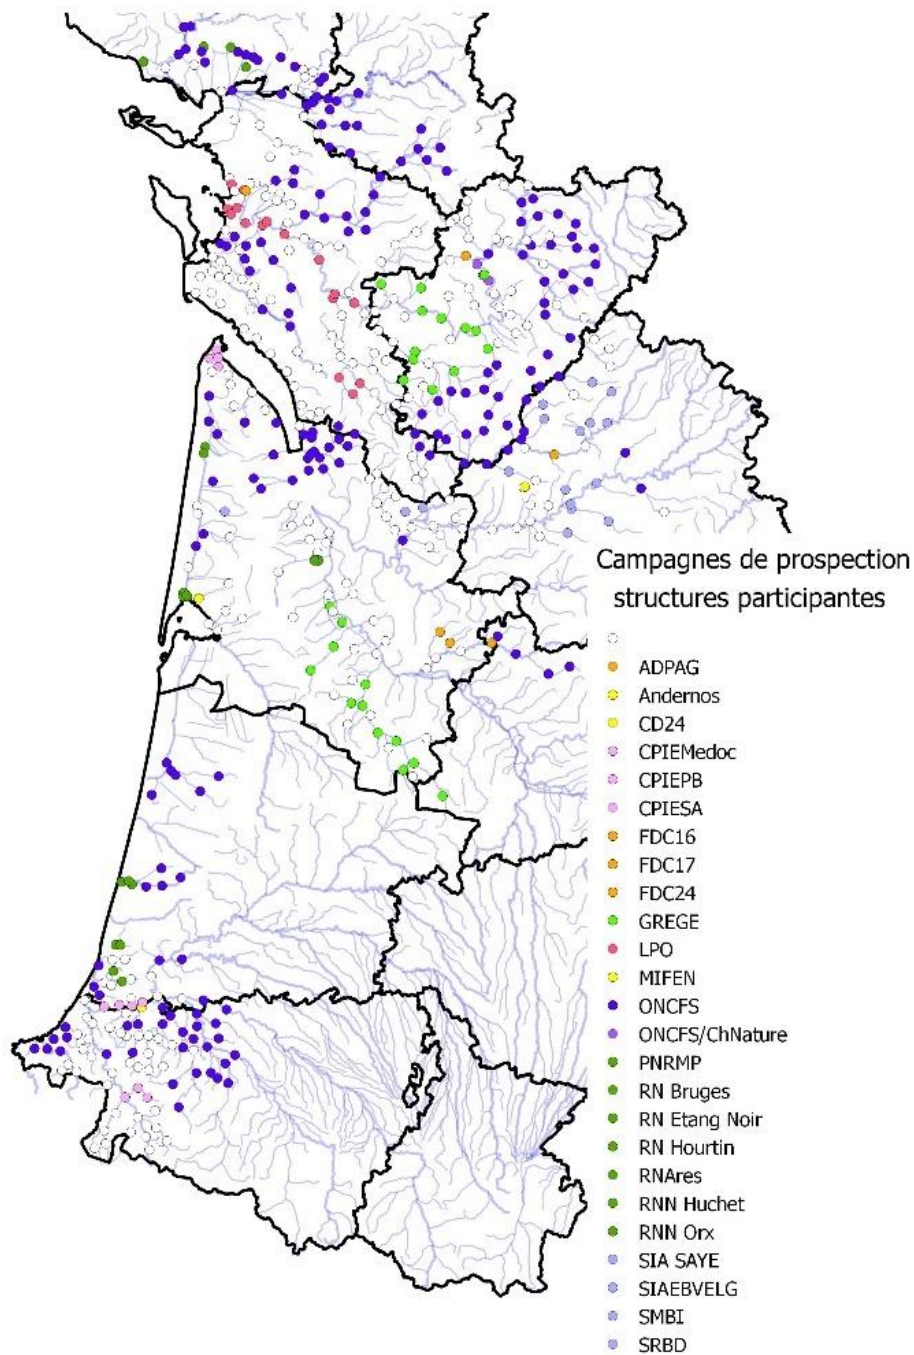 Campagnes de prospection
structures participantes
ADPAG
Andernos
CD24
CPIEMedoc
CPIEPB
CPIESA
FDC16
FDC17
FDC24
GREGE
LPO
MIFEN
ONCFS
ONCFS/ChNature
PNRMP
RN Bruges
RN Etang Noir
RN Hourtin
RNAres
RNN Huchet
RNN Orx
SIA SAYE
SIAEBVELG
SMBI
SRBD